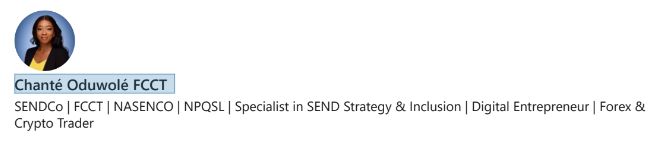 Chanté Oduwolé FCCT
SENDCo | FCCT | NASENCO | NPQSL | Specialist in SEND Strategy & Inclusion | Digital Entrepreneur | Forex &
Crypto Trader